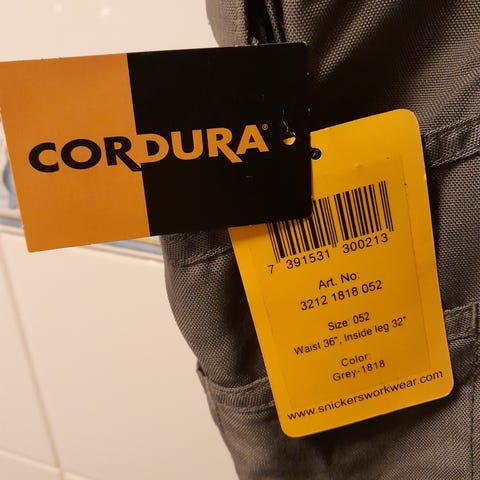 CORDURA®
7 391531 300213
Art. No:
3212 1818 052
Size: 052
Waist 36", Inside leg 32"
Color:
Grey-1818
www.snickersworkwear.com